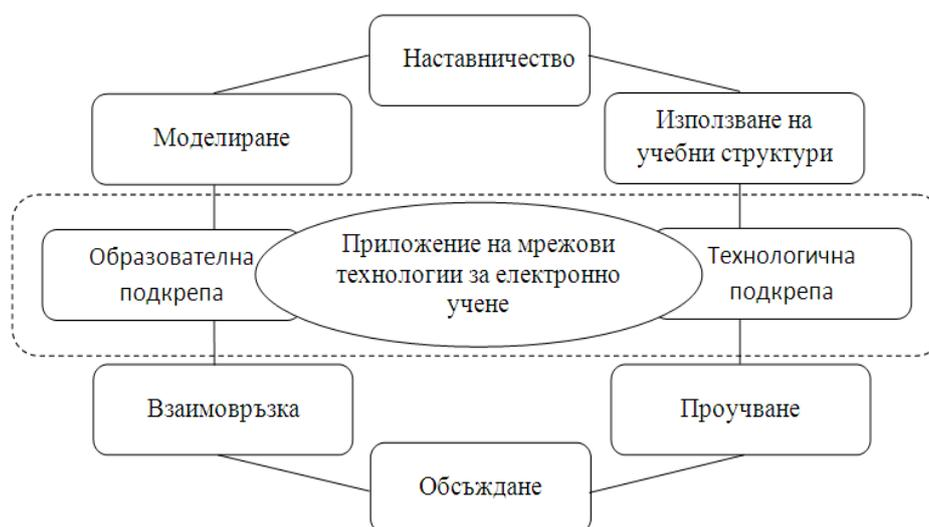 Наставничество
Моделиране
Използване на
учебни структури
Образователна
подкрепа
Приложение на мрежови
технологии за електронно
учене
Технологична
подкрепа
Взаимовръзка
Проучване
Обсъждане